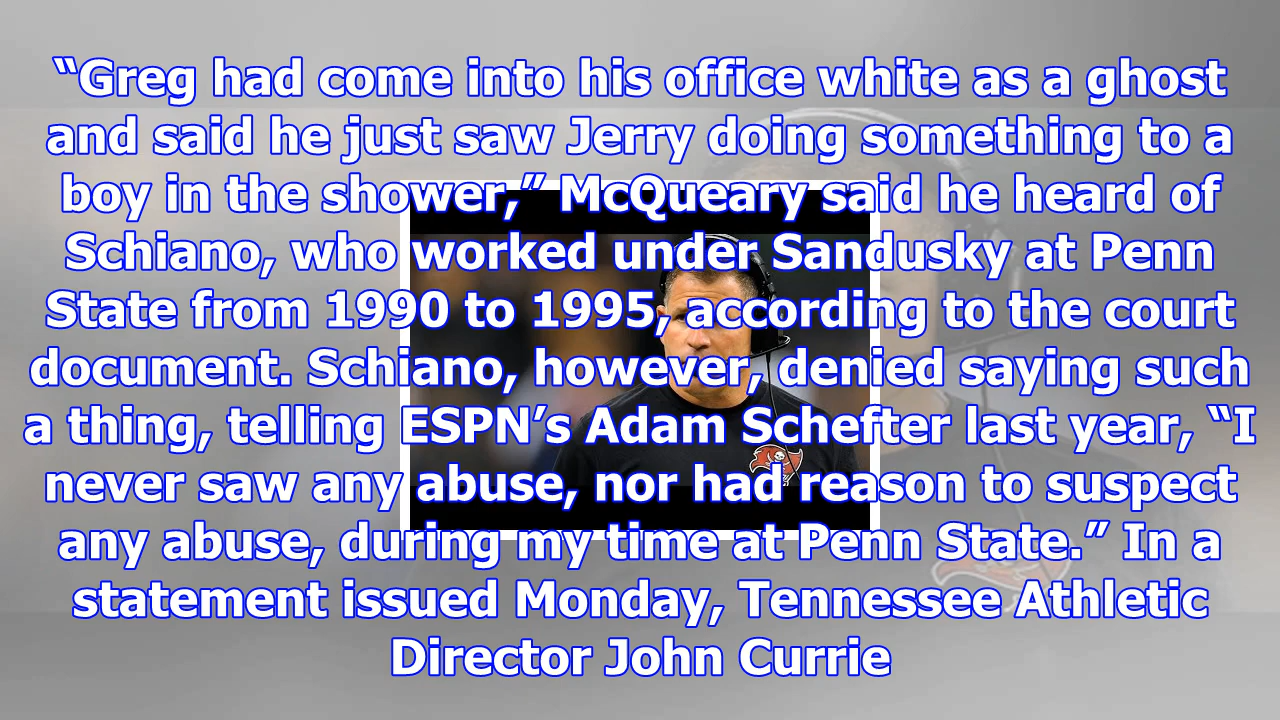 “Greg had come into his office white as a ghost
and said he just saw Jerry doing something to a
boy in the shower,” McQueary said he heard of
Schiano, who worked under Sandusky at Penn
State from 1990 to 1995, according to the court
document. Schiano, however, denied saying such
a thing, telling ESPN’s Adam Schefter last year, “I
never saw any abuse, nor had reason to suspect
any abuse, during my time at Penn State.” In a
statement issued Monday, Tennessee Athletic
Director John Currie